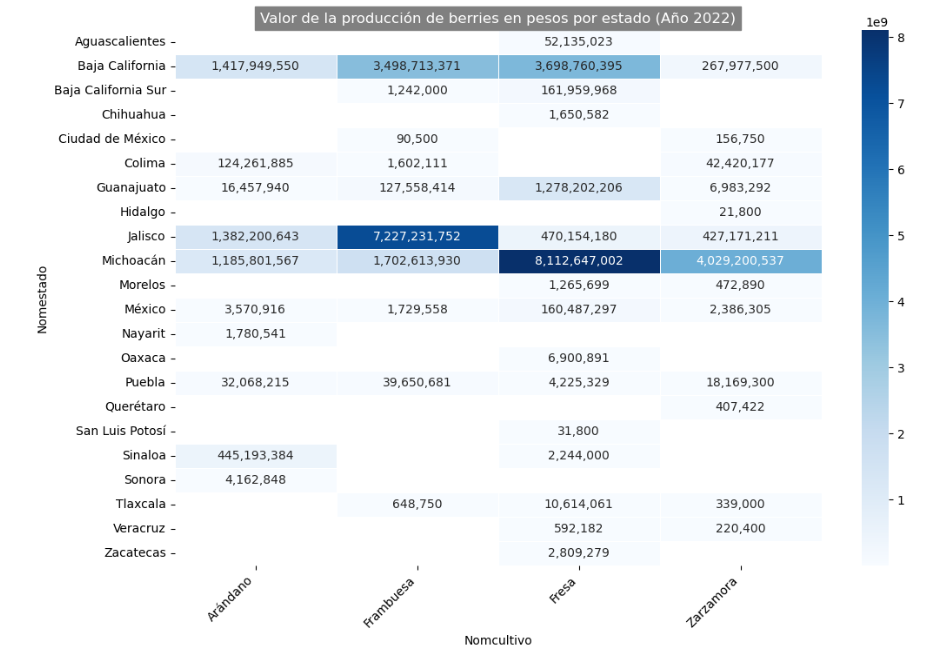 Valor de la producción de berries en pesos por estado (Año 2022)
1e9
Aguascalientes 52,135,023
Baja California 1,417,949,550 3,498,713,371 3,698,760,395 267,977,500
Baja California Sur 1,242,000 161,959,968
Chihuahua 1,650,582
Ciudad de México 90,500 156,750
Colima 124,261,885 1,602,111 42,420,177
Guanajuato 16,457,940 127,558,414 1,278,202,206 6,983,292
Hidalgo 21,800
Jalisco 1,382,200,643 7,227,231,752 470,154,180 427,171,211
Michoacán 1,185,801,567 1,702,613,930 8,112,647,002 4,029,200,537
Morelos 1,265,699 472,890
México 3,570,916 1,729,558 160,487,297 2,386,305
Nayarit 1,780,541
Oaxaca 6,900,891
Puebla 32,068,215 39,650,681 4,225,329 18,169,300
Querétaro 407,422
San Luis Potosí 31,800
Sinaloa 445,193,384 2,244,000
Sonora 4,162,848
Tlaxcala 648,750 10,614,061 339,000
Veracruz 592,182 220,400
Zacatecas 2,809,279
Nomestado
Arándano Frambuesa Fresa Zarzamora
Nomcultivo
8
7
6
5
4
3
2
1